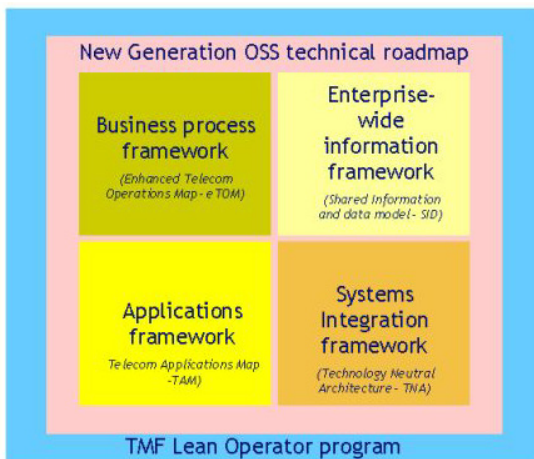 New Generation OSS technical roadmap
Business process
framework
(Enhanced Telecom
Operations Map- eTOM)
Enterprise-
wide
information
framework
(Shared Information
and data model- SID)
Applications
framework
Telecom Applications Map
-TAM)
Systems
Integration
framework
(Technology Neutral
Architecture- TNA)
TMF Lean Operator program